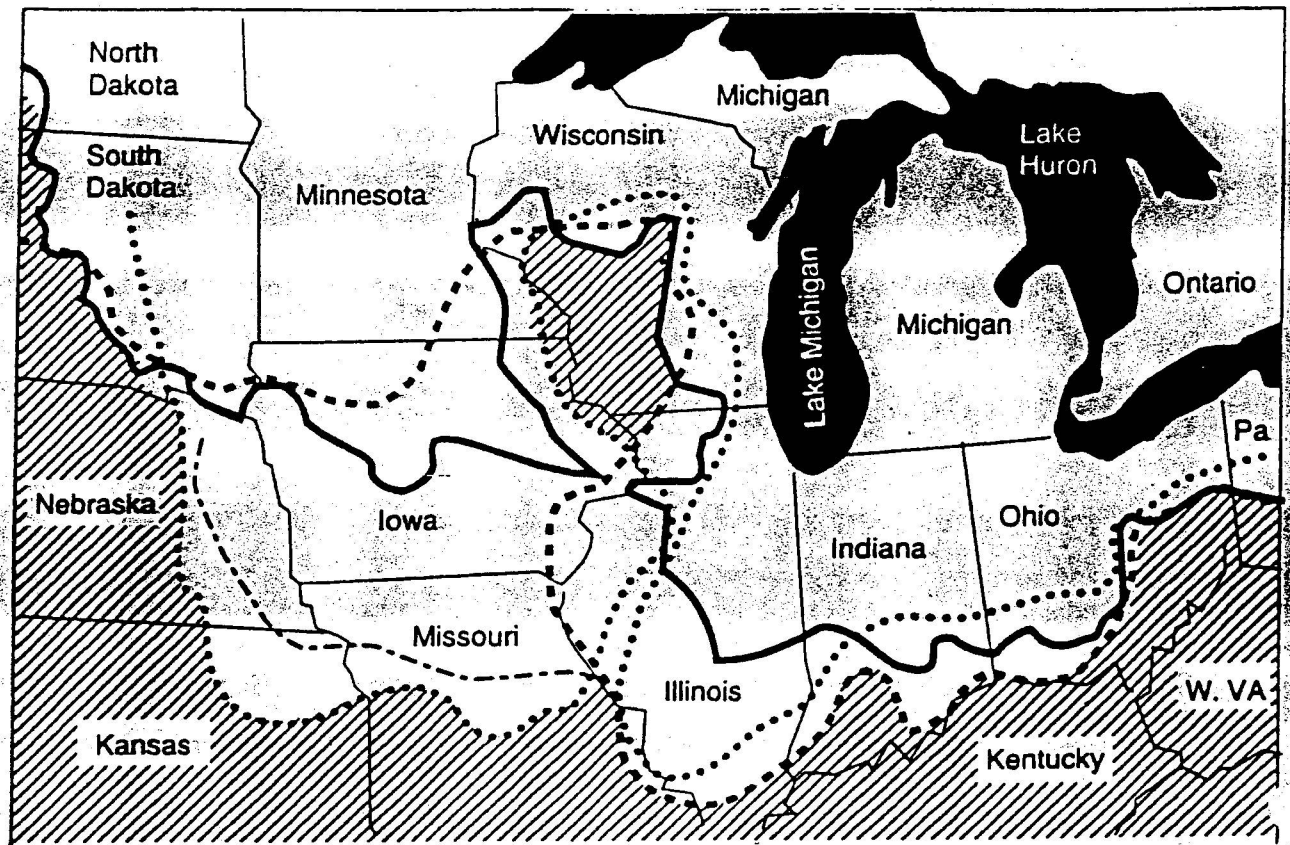 North
Dakota
Michigan
Wisconsin
Lake
Huron
South
Dakota
Minnesota
Lake Michigan
Ontario
Michigan
Pa
Nebraska
Iowa
Ohio
Indiana
Missouri
Illinois
W. VA
Kansas
Kentucky